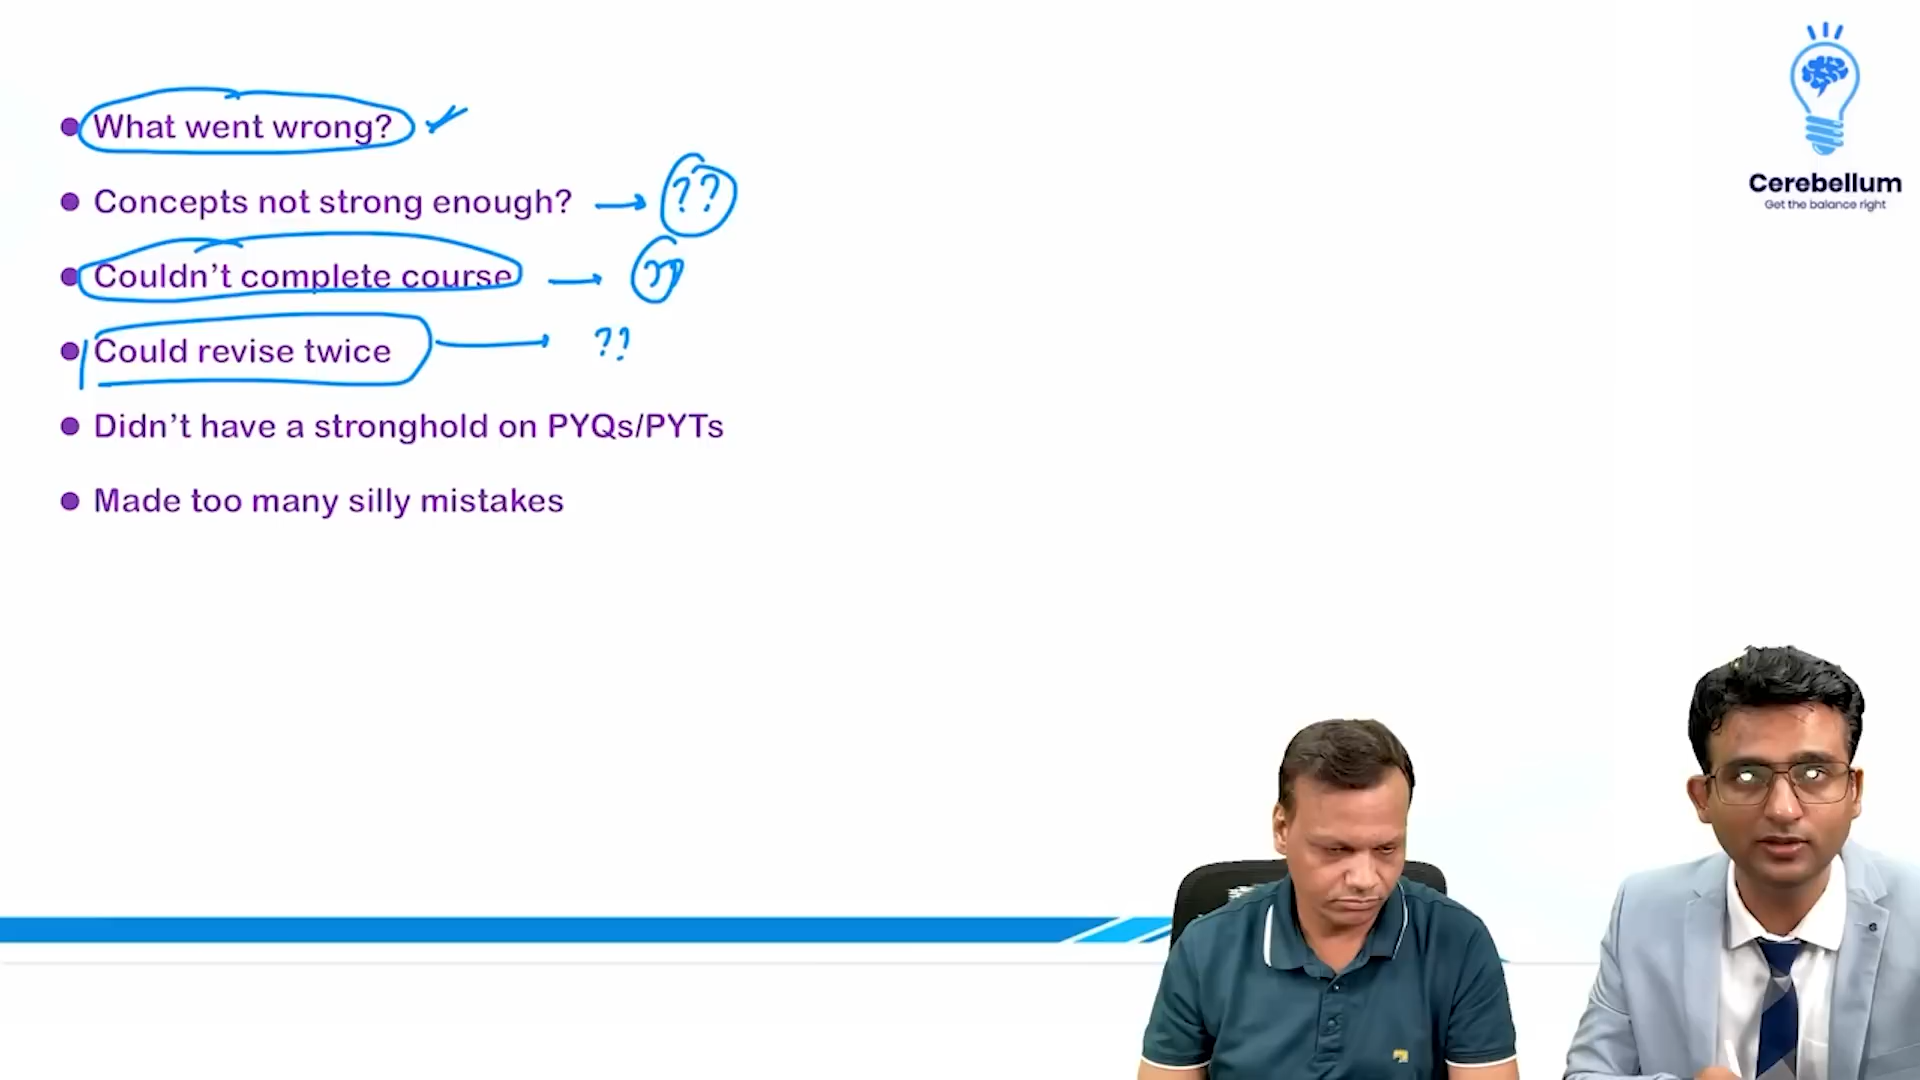 What went wrong?
Concepts not strong enough? ??
Couldn't complete course ??
Could revise twice ??
Didn't have a stronghold on PYQs/PYTs
Made too many silly mistakes
Cerebellum
Get the balance right